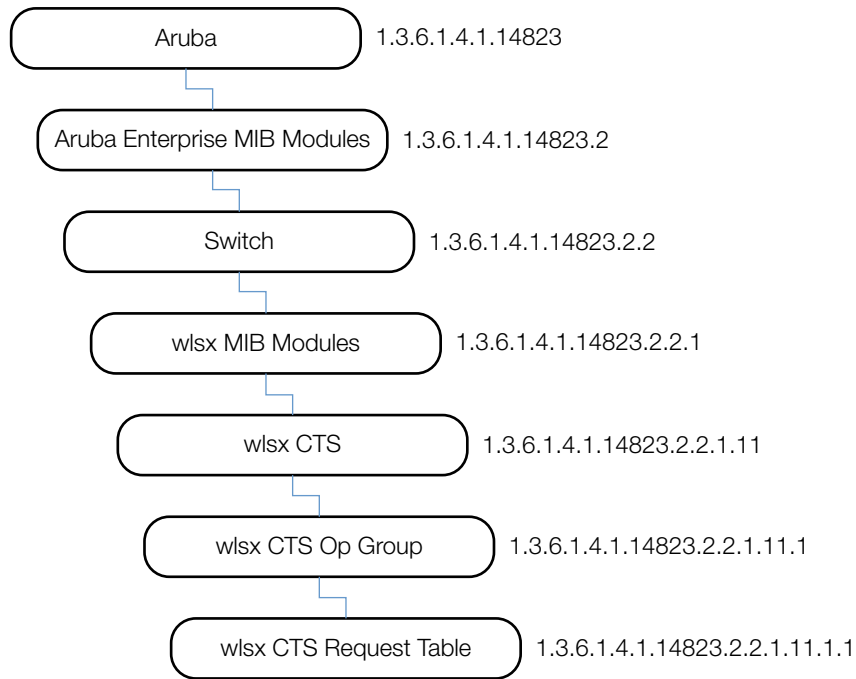 Aruba 1.3.6.1.4.1.14823
Aruba Enterprise MIB Modules 1.3.6.1.4.1.14823.2
Switch 1.3.6.1.4.1.14823.2.2
wlsx MIB Modules 1.3.6.1.4.1.14823.2.2.1
wlsx CTS 1.3.6.1.4.1.14823.2.2.1.11
wlsx CTS Op Group 1.3.6.1.4.1.14823.2.2.1.11.1
wlsx CTS Request Table 1.3.6.1.4.1.14823.2.2.1.11.1.1